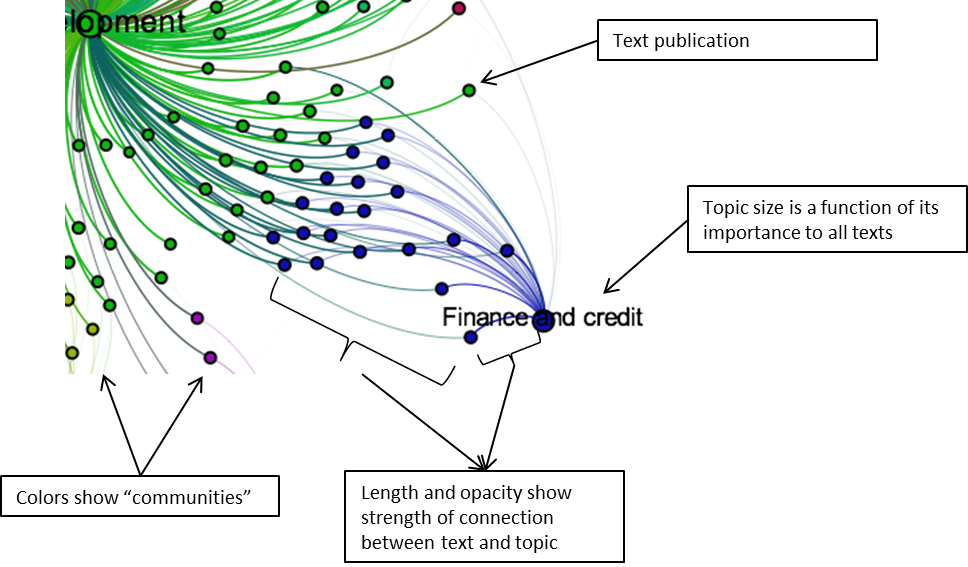 lopment
Text publication
Topic size is a function of its
importance to all texts
Finance and credit
Colors show “communities”
Length and opacity show
strength of connection
between text and topic